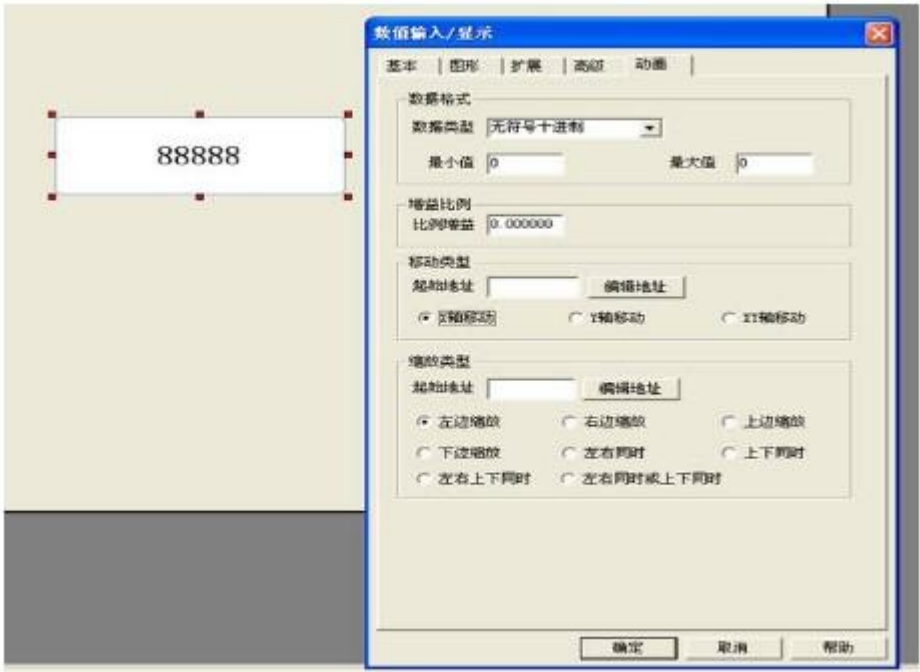 数值输入/显示
基本 图形 扩展 高级 动画
数据格式
数据类型 无符号十进制
最小值 0 最大值 0
88888
增益比例
比例增益 0.000000
移动类型
起始地址 编辑地址
X轴移动 Y轴移动 XY轴移动
缩放类型
起始地址 编辑地址
左边缩放 右边缩放 上边缩放
下边缩放 左右同时 上下同时
左右上下同时 左右同时或上下同时
确定 取消 帮助